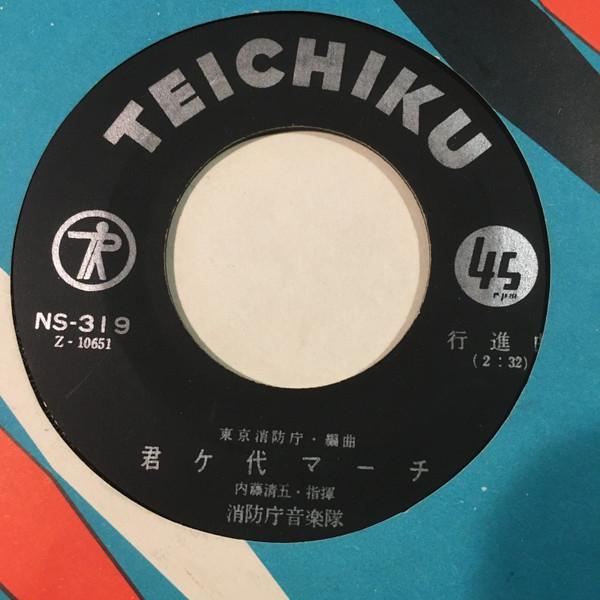 TEICHIKU
45
rpm
NS-319
Z-10651
行進
(2:32)
東京消防庁・編曲
君ケ代マーチ
内藤清五・指揮
消防庁音楽隊